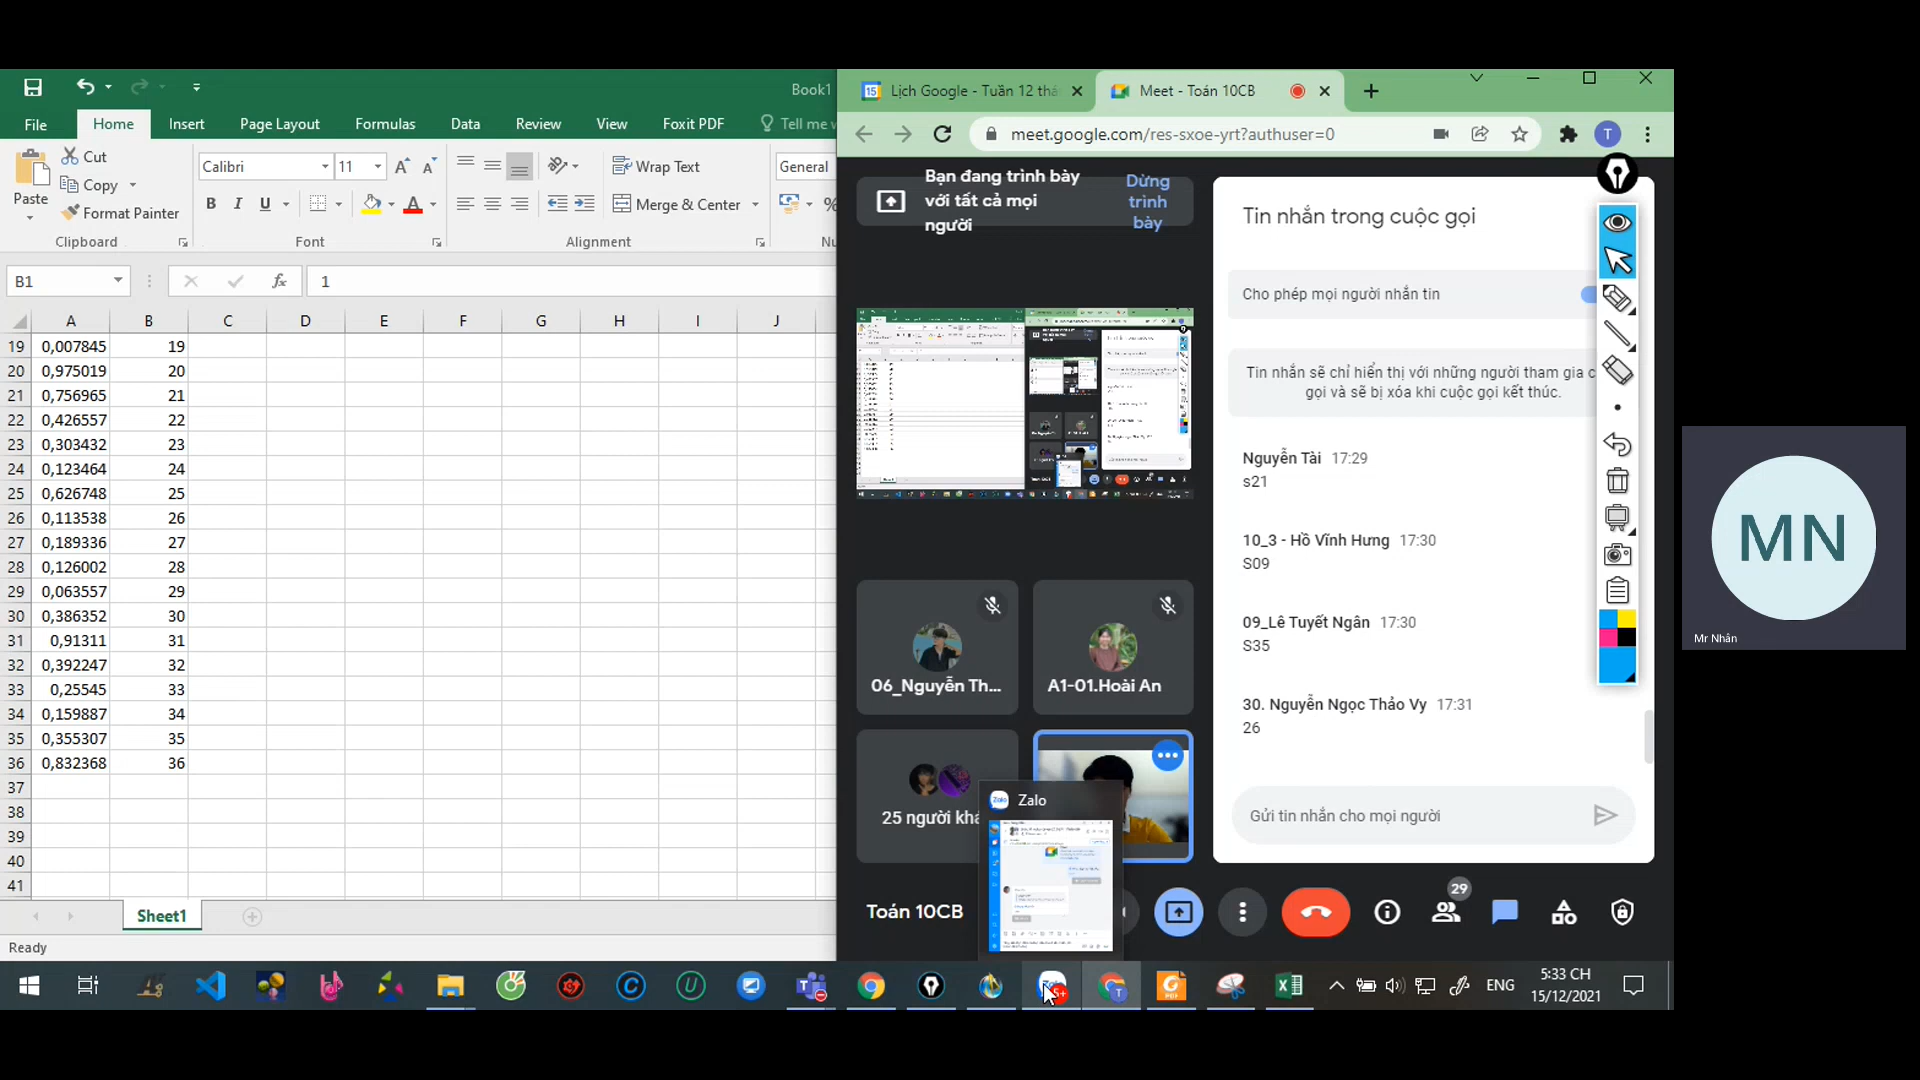 Book1
File
Home
Insert
Page Layout
Formulas
Data
Review
View
Foxit PDF
Tell me
Paste
Cut
Copy
Format Painter
Calibri
11
B I U
Wrap Text
Merge & Center
General
%
Clipboard
Font
Alignment
B1
fx
1
A B C D E F G H I J
19 0,007845 19
20 0,975019 20
21 0,756965 21
22 0,426557 22
23 0,303432 23
24 0,123464 24
25 0,626748 25
26 0,113538 26
27 0,189336 27
28 0,126002 28
29 0,063557 29
30 0,386352 30
31 0,91311 31
32 0,392247 32
33 0,25545 33
34 0,159887 34
35 0,355307 35
36 0,832368 36
37
38
39
40
41
Sheet1
Ready
15 Lịch Google - Tuần 12 thá
Meet - Toán 10CB
meet.google.com/res-sxoe-yrt?authuser=0
T
Bạn đang trình bày
với tất cả mọi
người
Dừng
trình
bày
Tin nhắn trong cuộc gọi
Cho phép mọi người nhắn tin
Tin nhắn sẽ chỉ hiển thị với những người tham gia c
gọi và sẽ bị xóa khi cuộc gọi kết thúc.
Nguyễn Tài 17:29
s21
10_3 - Hồ Vĩnh Hưng 17:30
S09
09_Lê Tuyết Ngân 17:30
S35
30. Nguyễn Ngọc Thảo Vy 17:31
26
Gửi tin nhắn cho mọi người
06_Nguyễn Th...
A1-01.Hoài An
25 người khá
Zalo
Toán 10CB
29
ENG
5:33 CH
15/12/2021
MN
Mr Nhân